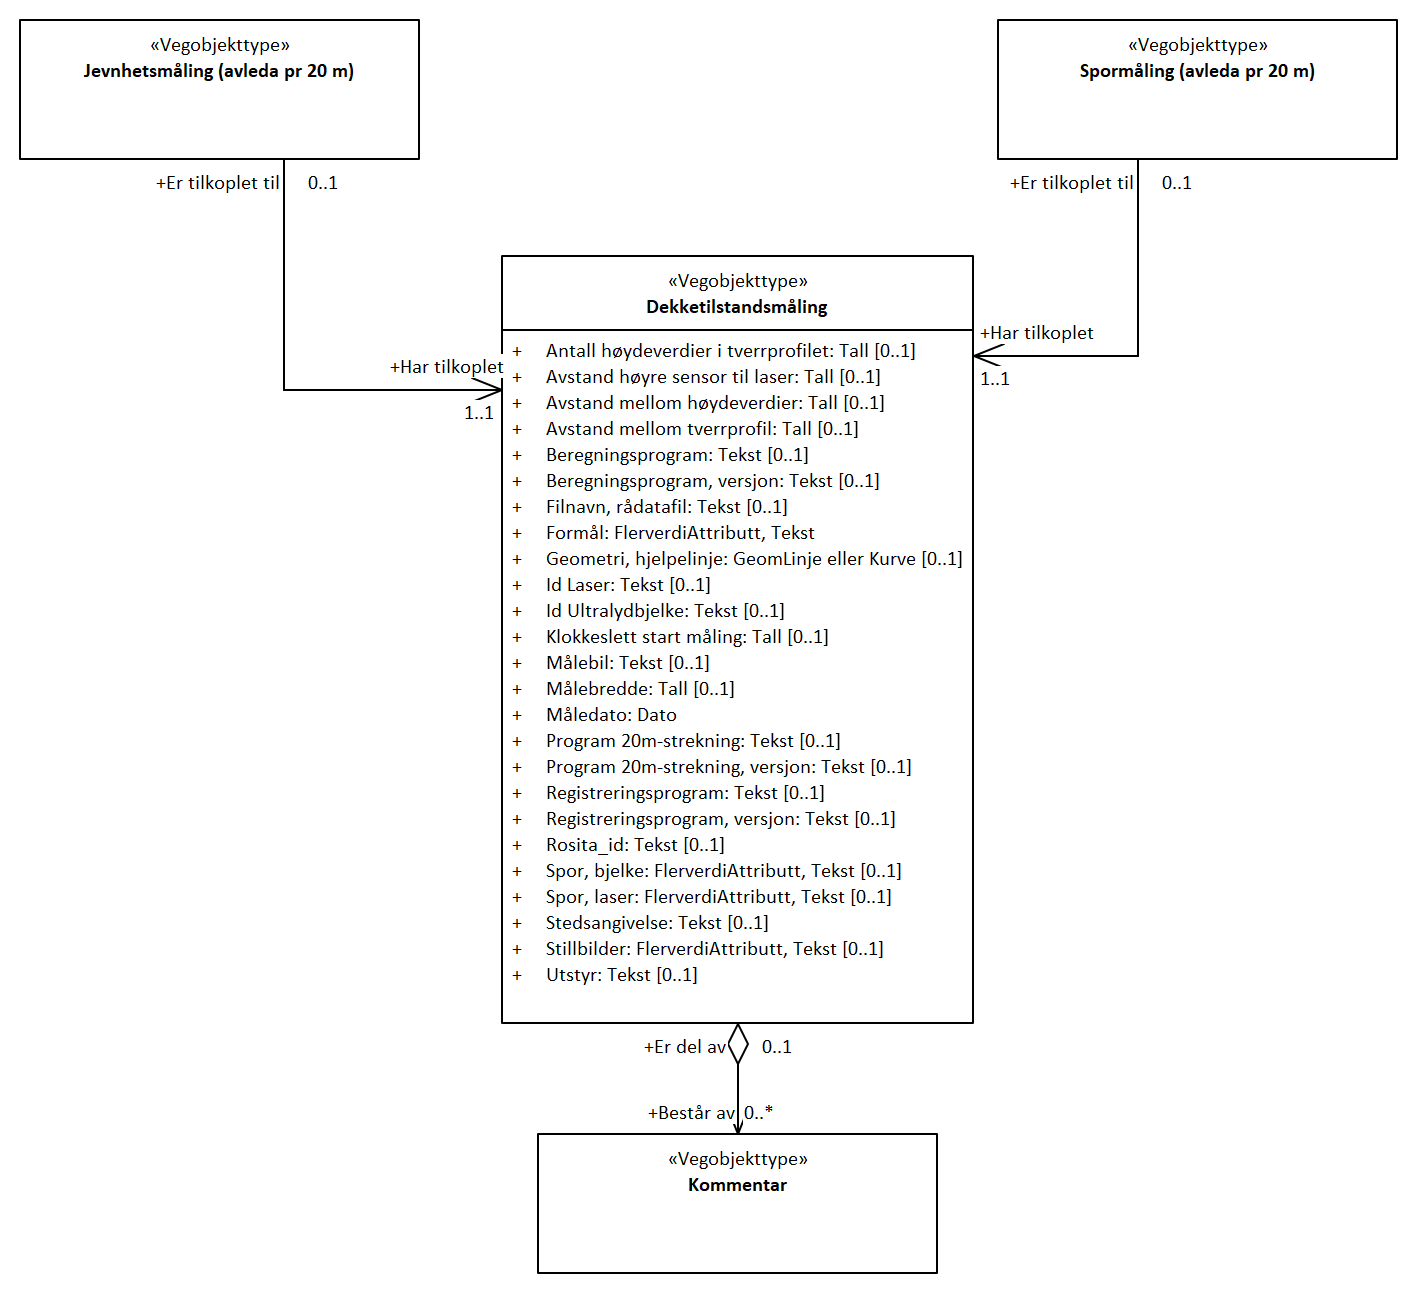 «Vegobjekttype»
Jevnhetsmåling (avleda pr 20 m)
«Vegobjekttype»
Spormåling (avleda pr 20 m)
+Er tilkoplet til 0..1
+Er tilkoplet til 0..1
«Vegobjekttype»
Dekketilstandsmåling
+Har tilkoplet
1..1
+Har tilkoplet
1..1
+ Antall høydeverdier i tverrprofilet: Tall [0..1]
+ Avstand høyre sensor til laser: Tall [0..1]
+ Avstand mellom høydeverdier: Tall [0..1]
+ Avstand mellom tverrprofil: Tall [0..1]
+ Beregningsprogram: Tekst [0..1]
+ Beregningsprogram, versjon: Tekst [0..1]
+ Filnavn, rådatafil: Tekst [0..1]
+ Formål: FlerverdiAttributt, Tekst
+ Geometri, hjelpelinje: GeomLinje eller Kurve [0..1]
+ Id Laser: Tekst [0..1]
+ Id Ultralydbjelke: Tekst [0..1]
+ Klokkeslett start måling: Tall [0..1]
+ Målebil: Tekst [0..1]
+ Målebredde: Tall [0..1]
+ Måledato: Dato
+ Program 20m-strekning: Tekst [0..1]
+ Program 20m-strekning, versjon: Tekst [0..1]
+ Registreringsprogram: Tekst [0..1]
+ Registreringsprogram, versjon: Tekst [0..1]
+ Rosita_id: Tekst [0..1]
+ Spor, bjelke: FlerverdiAttributt, Tekst [0..1]
+ Spor, laser: FlerverdiAttributt, Tekst [0..1]
+ Stedsangivelse: Tekst [0..1]
+ Stillbilder: FlerverdiAttributt, Tekst [0..1]
+ Utstyr: Tekst [0..1]
+Er del av 0..1
+Består av 0..*
«Vegobjekttype»
Kommentar